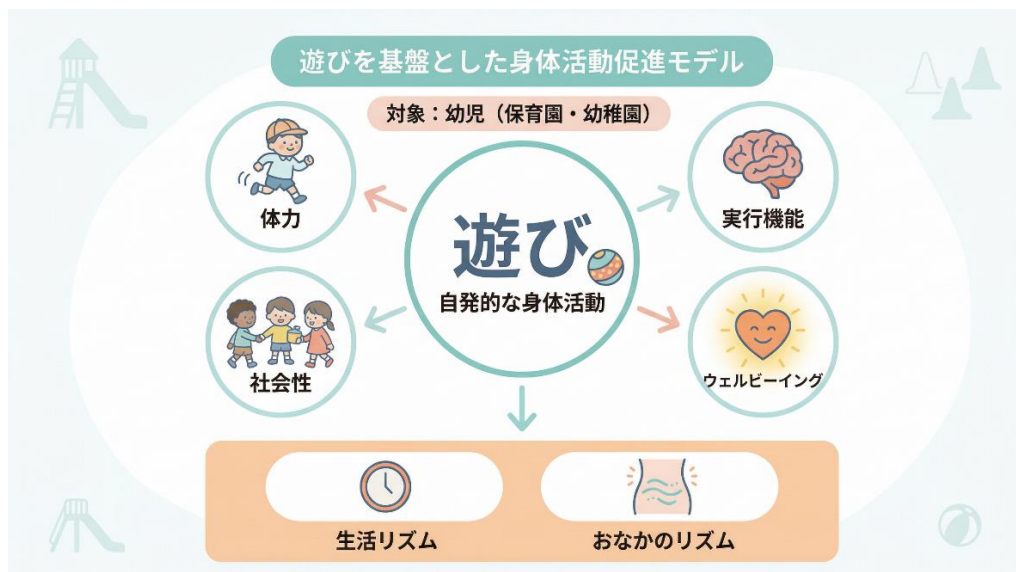 遊びを基盤とした身体活動促進モデル
対象：幼児（保育園・幼稚園）
体力
実行機能
遊び
自発的な身体活動
社会性
ウェルビーイング
生活リズム
おなかのリズム